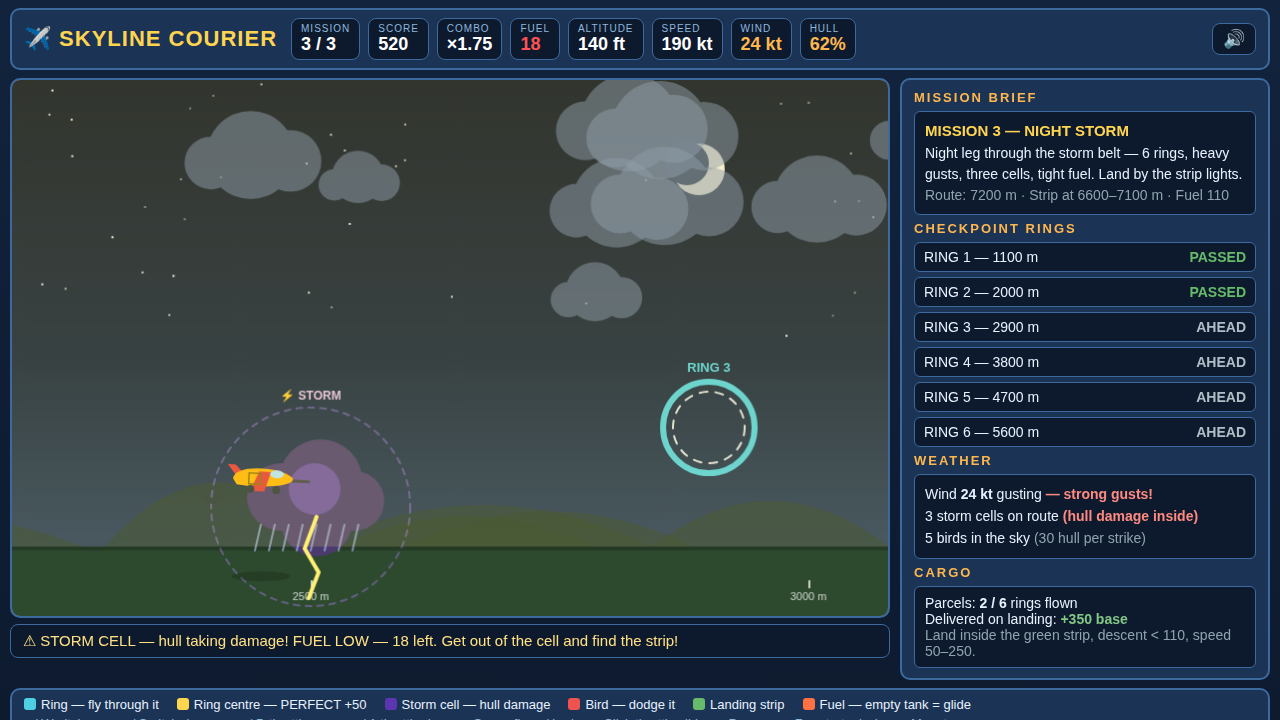 ✈️ SKYLINE COURIER
MISSION
3 / 3
SCORE
520
COMBO
×1.75
FUEL
18
ALTITUDE
140 ft
SPEED
190 kt
WIND
24 kt
HULL
62%
RING 3
⚡ STORM
2500 m
3000 m
⚠ STORM CELL — hull taking damage! FUEL LOW — 18 left. Get out of the cell and find the strip!
MISSION BRIEF
MISSION 3 — NIGHT STORM
Night leg through the storm belt — 6 rings, heavy
gusts, three cells, tight fuel. Land by the strip lights.
Route: 7200 m · Strip at 6600–7100 m · Fuel 110
CHECKPOINT RINGS
RING 1 — 1100 m PASSED
RING 2 — 2000 m PASSED
RING 3 — 2900 m AHEAD
RING 4 — 3800 m AHEAD
RING 5 — 4700 m AHEAD
RING 6 — 5600 m AHEAD
WEATHER
Wind 24 kt gusting — strong gusts!
3 storm cells on route (hull damage inside)
5 birds in the sky (30 hull per strike)
CARGO
Parcels: 2 / 6 rings flown
Delivered on landing: +350 base
Land inside the green strip, descent < 110, speed
50–250.
Ring — fly through it Ring centre — PERFECT +50 Storm cell — hull damage Bird — dodge it Landing strip Fuel — empty tank = glide